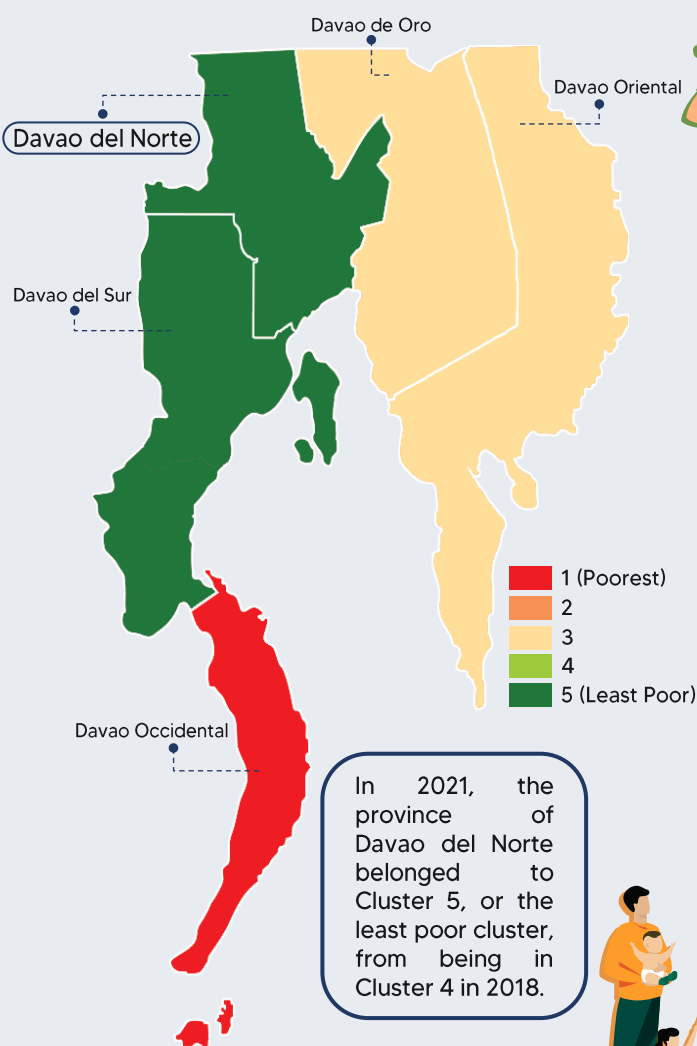 Davao de Oro
Davao Oriental
Davao del Norte
Davao del Sur
1 (Poorest)
2
3
4
5 (Least Poor)
Davao Occidental
In 2021, the
province of
Davao del Norte
belonged to
Cluster 5, or the
least poor cluster,
from being in
Cluster 4 in 2018.